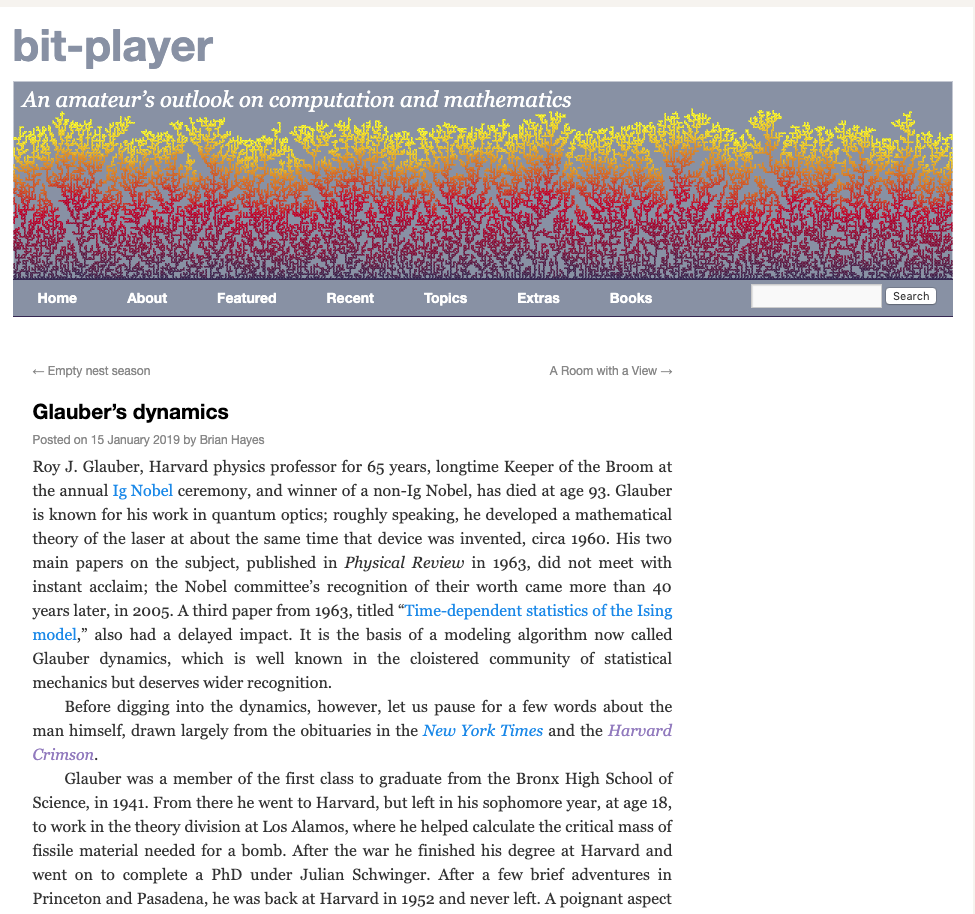 bit-player
An amateur's outlook on computation and mathematics
Home About Featured Recent Topics Extras Books Search
← Empty nest season A Room with a View →
Glauber's dynamics
Posted on 15 January 2019 by Brian Hayes
Roy J. Glauber, Harvard physics professor for 65 years, longtime Keeper of the Broom at
the annual Ig Nobel ceremony, and winner of a non-Ig Nobel, has died at age 93. Glauber
is known for his work in quantum optics; roughly speaking, he developed a mathematical
theory of the laser at about the same time that device was invented, circa 1960. His two
main papers on the subject, published in Physical Review in 1963, did not meet with
instant acclaim; the Nobel committee's recognition of their worth came more than 40
years later, in 2005. A third paper from 1963, titled “Time-dependent statistics of the Ising
model,” also had a delayed impact. It is the basis of a modeling algorithm now called
Glauber dynamics, which is well known in the cloistered community of statistical
mechanics but deserves wider recognition.
Before digging into the dynamics, however, let us pause for a few words about the
man himself, drawn largely from the obituaries in the New York Times and the Harvard
Crimson.
Glauber was a member of the first class to graduate from the Bronx High School of
Science, in 1941. From there he went to Harvard, but left in his sophomore year, at age 18,
to work in the theory division at Los Alamos, where he helped calculate the critical mass of
fissile material needed for a bomb. After the war he finished his degree at Harvard and
went on to complete a PhD under Julian Schwinger. After a few brief adventures in
Princeton and Pasadena, he was back at Harvard in 1952 and never left. A poignant aspect